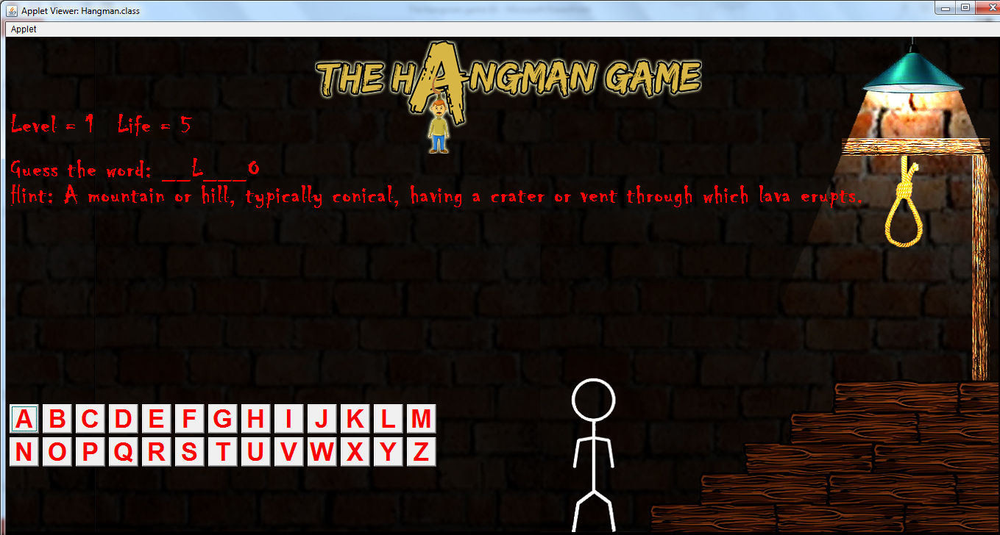 Applet Viewer: Hangman.class
Applet
THE HANGMAN GAME
Level = 1 Life = 5
Guess the word: __L___O
Hint: A mountain or hill, typically conical, having a crater or vent through which lava erupts.
A B C D E F G H I J K L M
N O P Q R S T U V W X Y Z